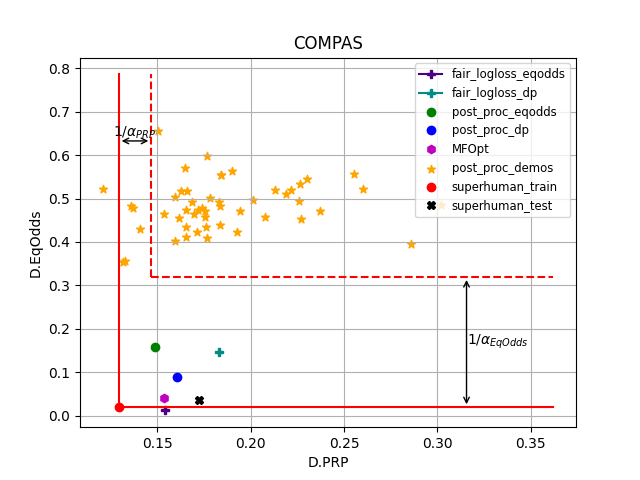 COMPAS
D.EqOdds
0.8
0.7
0.6
0.5
0.4
0.3
0.2
0.1
0.0
fair_logloss_eqodds
fair_logloss_dp
post_proc_eqodds
post_proc_dp
MFOpt
post_proc_demos
superhuman_train
superhuman_test
1/α_PRP
1/α_EqOdds
0.15
0.20
0.25
0.30
0.35
D.PRP